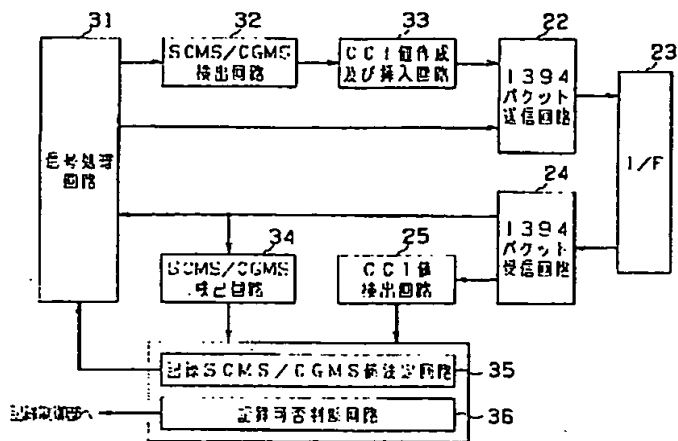 31
32
33
22
23
SCMS/CGMS
検出回路
CCI値作成
及び挿入回路
1394
パケット
送信回路
I/F
信号処理
回路
24
1394
パケット
受信回路
34
25
SCMS/CGMS
検出回路
CCI値
検出回路
記録SCMS/CGMS値決定回路
35
記録可否判断回路
36
記録制御部へ